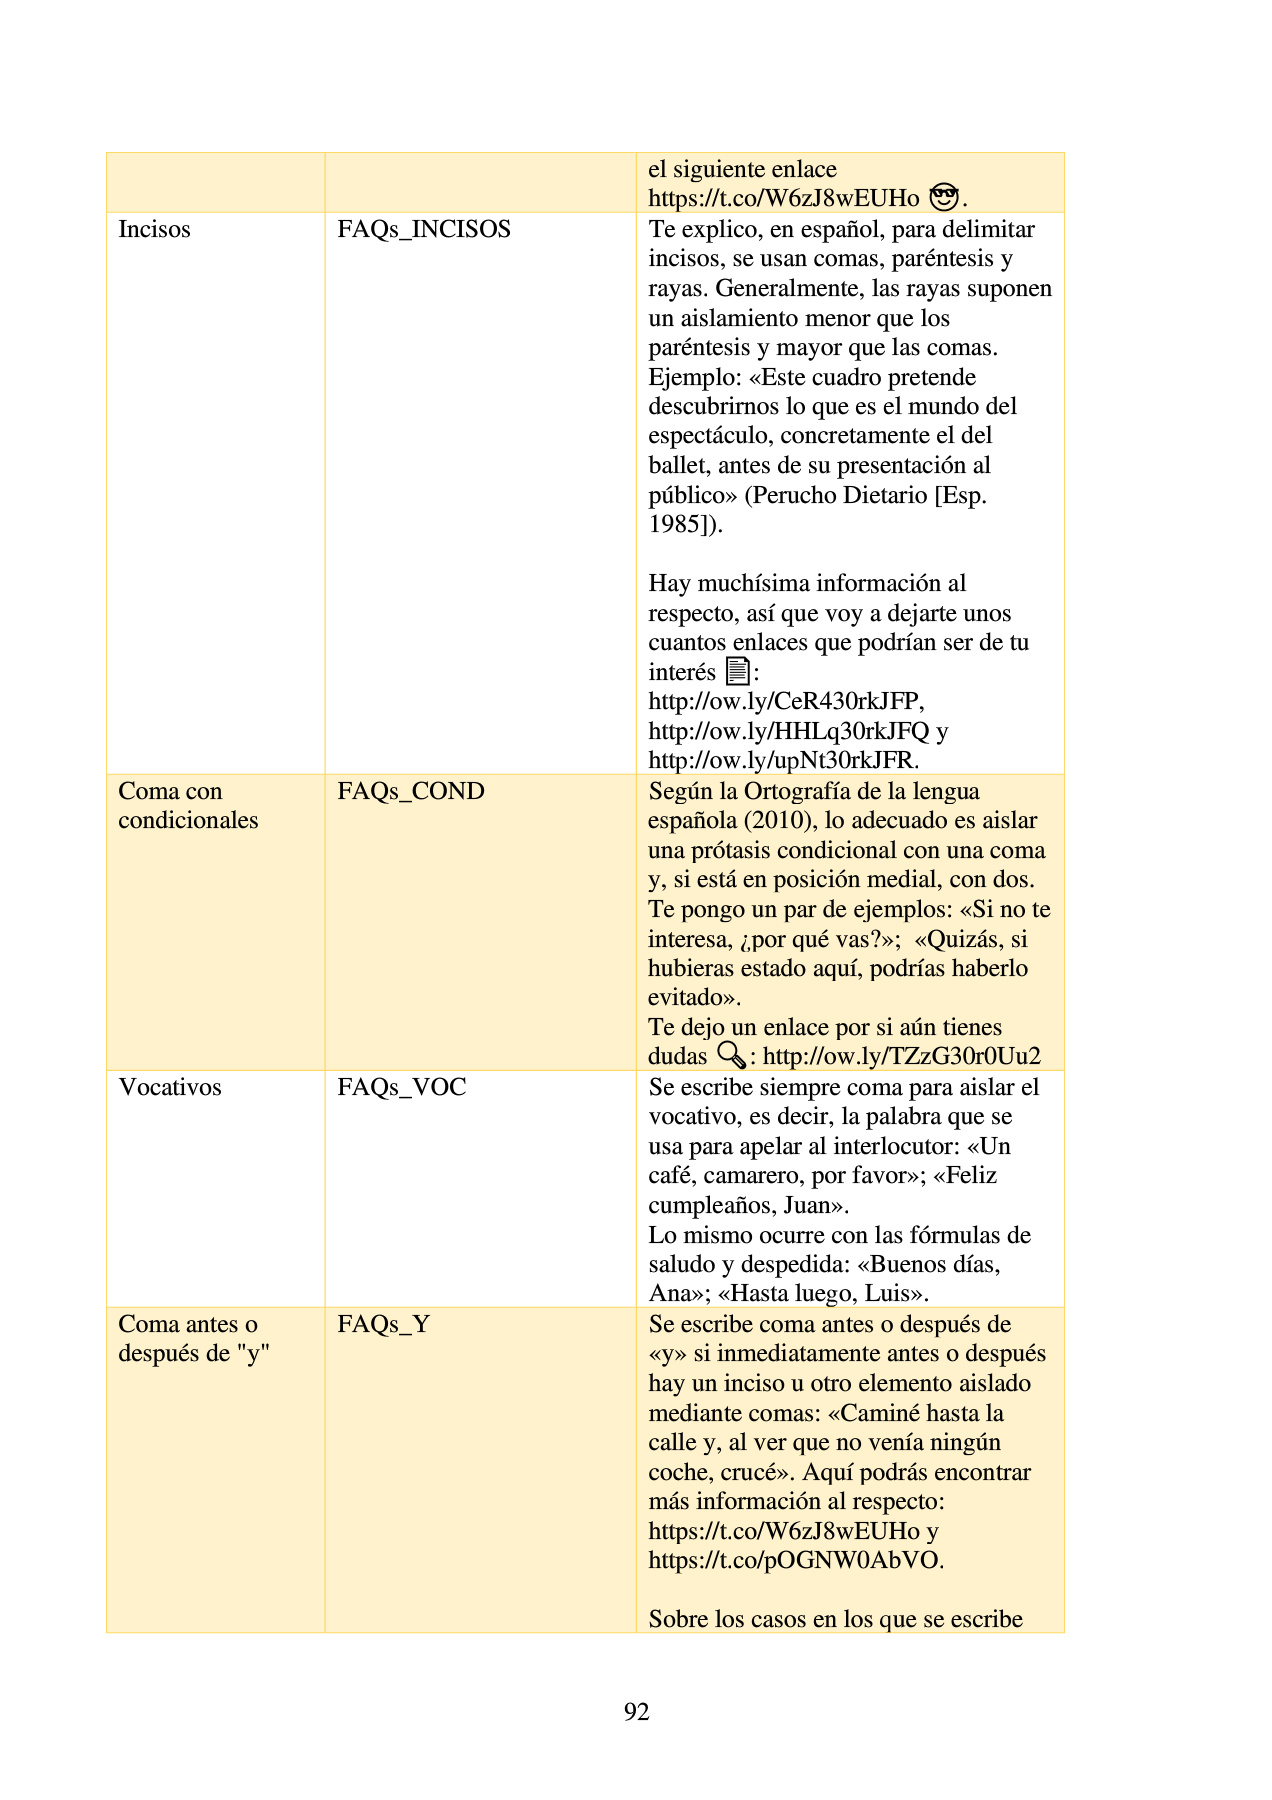 el siguiente enlace
https://t.co/W6zJ8wEUHo 😎.
Incisos
FAQs_INCISOS
Te explico, en español, para delimitar
incisos, se usan comas, paréntesis y
rayas. Generalmente, las rayas suponen
un aislamiento menor que los
paréntesis y mayor que las comas.
Ejemplo: «Este cuadro pretende
descubrirnos lo que es el mundo del
espectáculo, concretamente el del
ballet, antes de su presentación al
público» (Perucho Dietario [Esp.
1985]).
Hay muchísima información al
respecto, así que voy a dejarte unos
cuantos enlaces que podrían ser de tu
interés 📄:
http://ow.ly/CeR430rkJFP,
http://ow.ly/HHLq30rkJFQ y
http://ow.ly/upNt30rkJFR.
Coma con
condicionales
FAQs_COND
Según la Ortografía de la lengua
española (2010), lo adecuado es aislar
una prótasis condicional con una coma
y, si está en posición medial, con dos.
Te pongo un par de ejemplos: «Si no te
interesa, ¿por qué vas?»;  «Quizás, si
hubieras estado aquí, podrías haberlo
evitado».
Te dejo un enlace por si aún tienes
dudas 🔍: http://ow.ly/TZzG30r0Uu2
Vocativos
FAQs_VOC
Se escribe siempre coma para aislar el
vocativo, es decir, la palabra que se
usa para apelar al interlocutor: «Un
café, camarero, por favor»; «Feliz
cumpleaños, Juan».
Lo mismo ocurre con las fórmulas de
saludo y despedida: «Buenos días,
Ana»; «Hasta luego, Luis».
Coma antes o
después de "y"
FAQs_Y
Se escribe coma antes o después de
«y» si inmediatamente antes o después
hay un inciso u otro elemento aislado
mediante comas: «Caminé hasta la
calle y, al ver que no venía ningún
coche, crucé». Aquí podrás encontrar
más información al respecto:
https://t.co/W6zJ8wEUHo y
https://t.co/pOGNW0AbVO.
Sobre los casos en los que se escribe
92